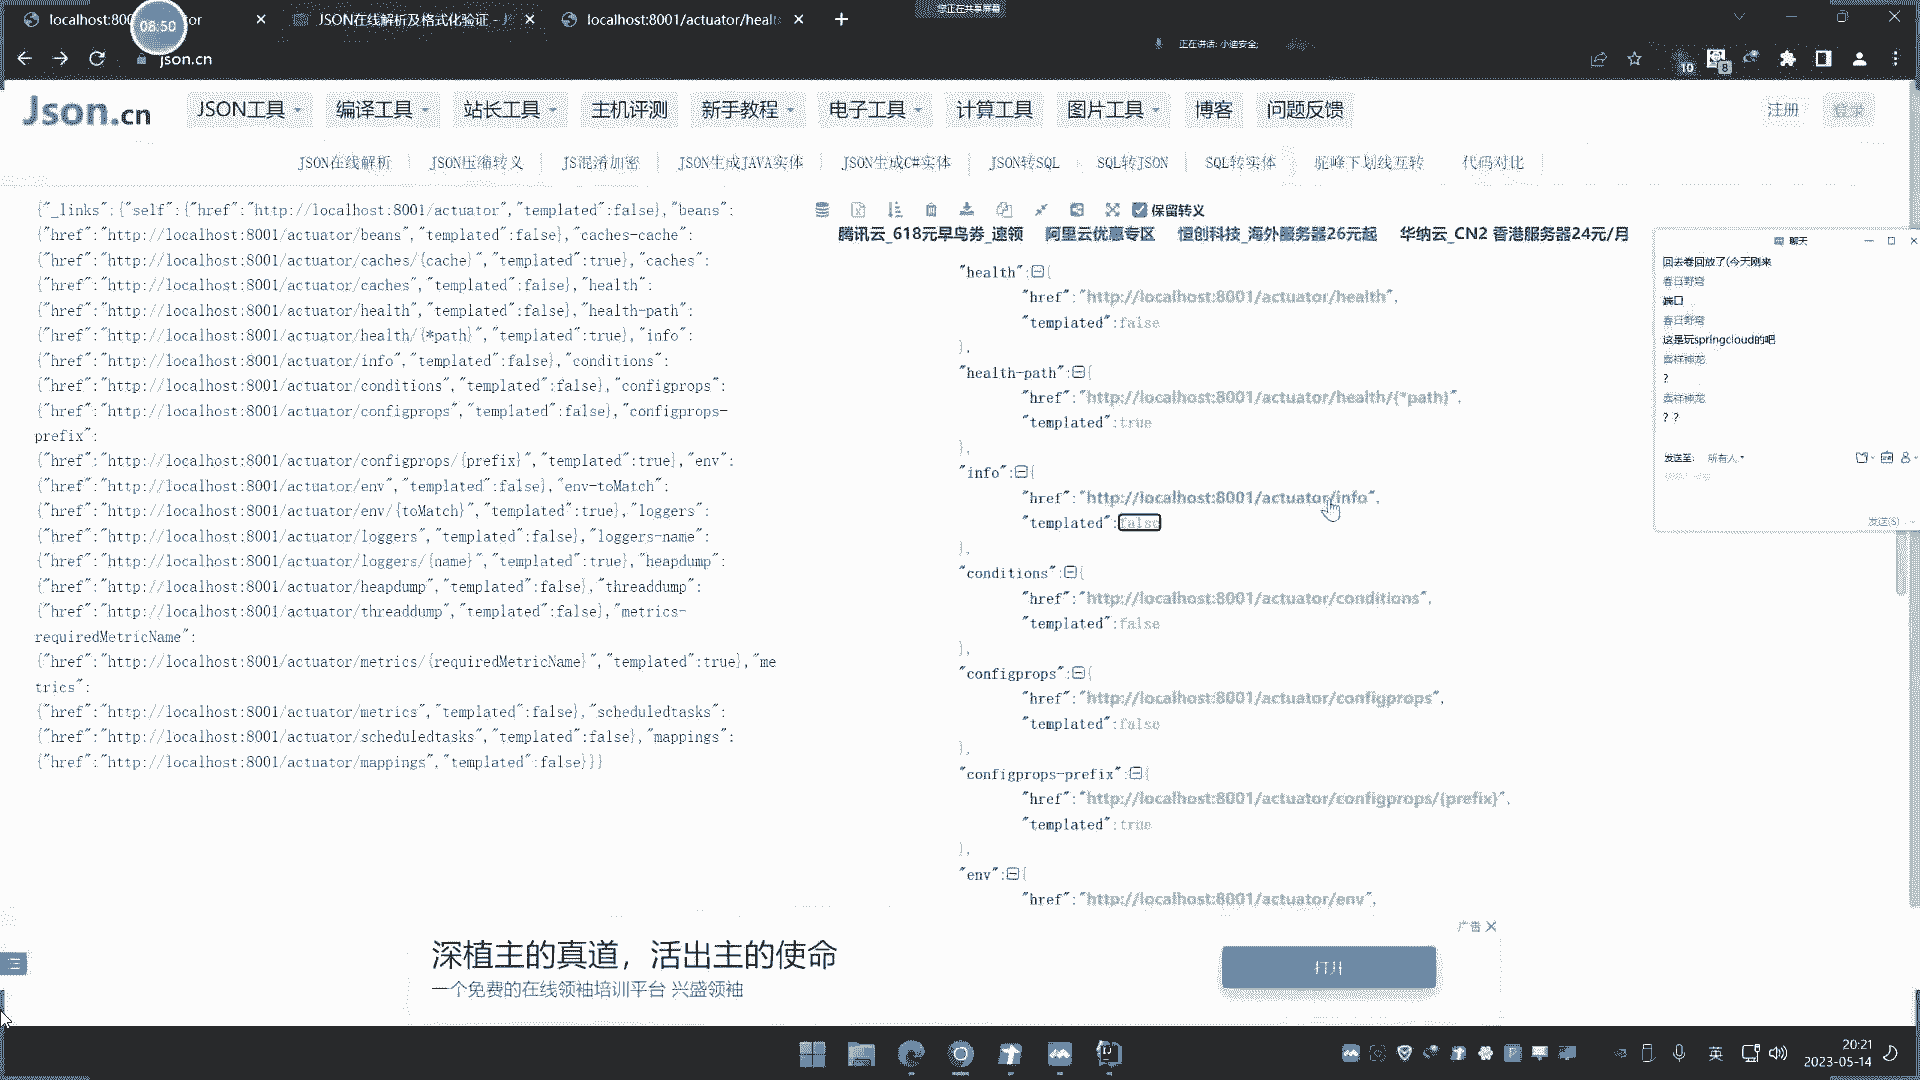 08:50
JSON在线解析及格式化验证 -
localhost:8001/actuator/healt
正在讲话: 小迪安全;
json.cn
10
8
Json.cn
JSON工具
编译工具
站长工具
主机评测
新手教程
电子工具
计算工具
图片工具
博客
问题反馈
注册
登录
JSON在线解析
JSON压缩转义
JS混淆加密
JSON生成JAVA实体
JSON生成C#实体
JSON转SQL
SQL转JSON
SQL转实体
驼峰下划线互转
代码对比
{"_links":{"self":{"href":"http://localhost:8001/actuator","templated":false},"beans":
{"href":"http://localhost:8001/actuator/beans","templated":false},"caches-cache":
{"href":"http://localhost:8001/actuator/caches/{cache}","templated":true},"caches":
{"href":"http://localhost:8001/actuator/caches","templated":false},"health":
{"href":"http://localhost:8001/actuator/health","templated":false},"health-path":
{"href":"http://localhost:8001/actuator/health/{*path}","templated":true},"info":
{"href":"http://localhost:8001/actuator/info","templated":false},"conditions":
{"href":"http://localhost:8001/actuator/conditions","templated":false},"configprops":
{"href":"http://localhost:8001/actuator/configprops","templated":false},"configprops-
prefix":
{"href":"http://localhost:8001/actuator/configprops/{prefix}","templated":true},"env":
{"href":"http://localhost:8001/actuator/env","templated":false},"env-toMatch":
{"href":"http://localhost:8001/actuator/env/{toMatch}","templated":true},"loggers":
{"href":"http://localhost:8001/actuator/loggers","templated":false},"loggers-name":
{"href":"http://localhost:8001/actuator/loggers/{name}","templated":true},"heapdump":
{"href":"http://localhost:8001/actuator/heapdump","templated":false},"threaddump":
{"href":"http://localhost:8001/actuator/threaddump","templated":false},"metrics-
requiredMetricName":
{"href":"http://localhost:8001/actuator/metrics/{requiredMetricName}","templated":true},"me
trics":
{"href":"http://localhost:8001/actuator/metrics","templated":false},"scheduledtasks":
{"href":"http://localhost:8001/actuator/scheduledtasks","templated":false},"mappings":
{"href":"http://localhost:8001/actuator/mappings","templated":false}}}
保留转义
腾讯云_618元早鸟券_速领 阿里云优惠专区 恒创科技_海外服务器26元起 华纳云_CN2 香港服务器24元/月
"health":{
"href":"http://localhost:8001/actuator/health",
"templated":false
},
"health-path":{
"href":"http://localhost:8001/actuator/health/{*path}",
"templated":true
},
"info":{
"href":"http://localhost:8001/actuator/info",
"templated":false
},
"conditions":{
"href":"http://localhost:8001/actuator/conditions",
"templated":false
},
"configprops":{
"href":"http://localhost:8001/actuator/configprops",
"templated":false
},
"configprops-prefix":{
"href":"http://localhost:8001/actuator/configprops/{prefix}",
"templated":true
},
"env":{
"href":"http://localhost:8001/actuator/env",
聊天
回去卷回放了(今天刚来
春日野穹
端口
春日野穹
这是玩springcloud的吧
?
? ?
发送至: 所有人
发送(S)
广告
深植主的真道，活出主的使命
一个免费的在线领袖培训平台 兴盛领袖
打开
英
20:21
2023-05-14